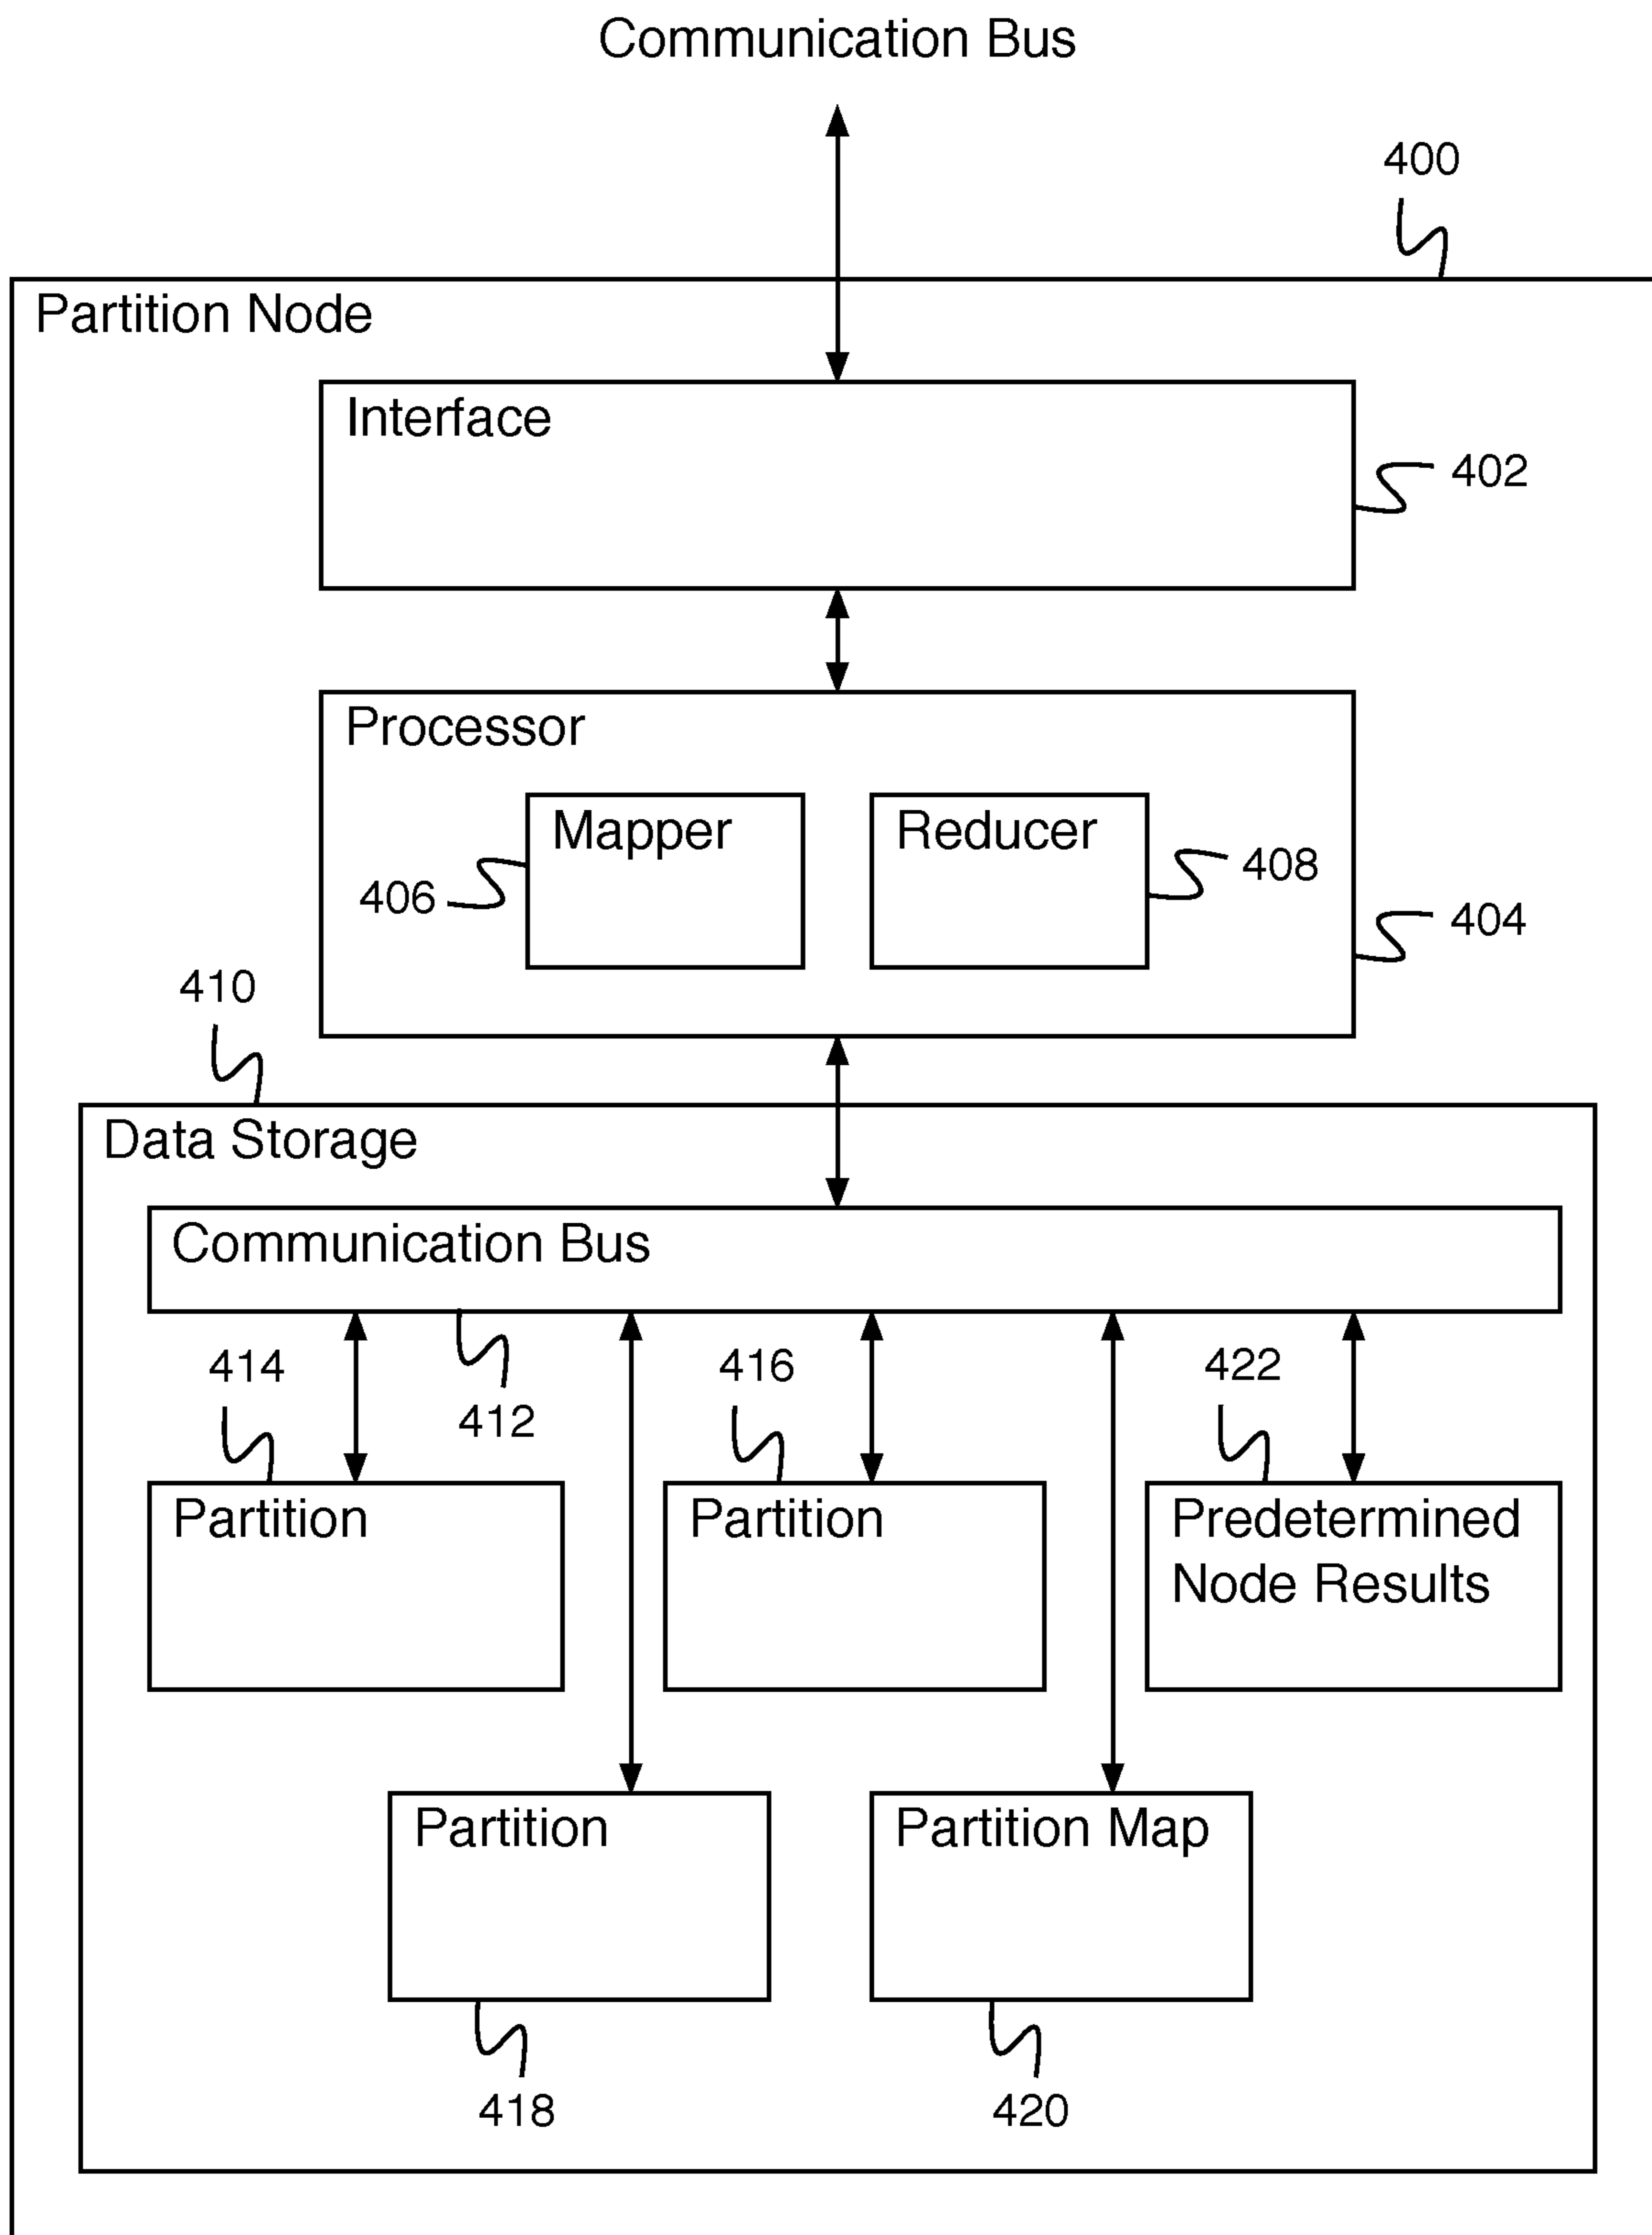 Communication Bus
400
Partition Node
Interface
402
Processor
Mapper
Reducer
406
408
404
410
Data Storage
Communication Bus
414
412
416
422
Partition
Partition
Predetermined
Node Results
Partition
Partition Map
418
420